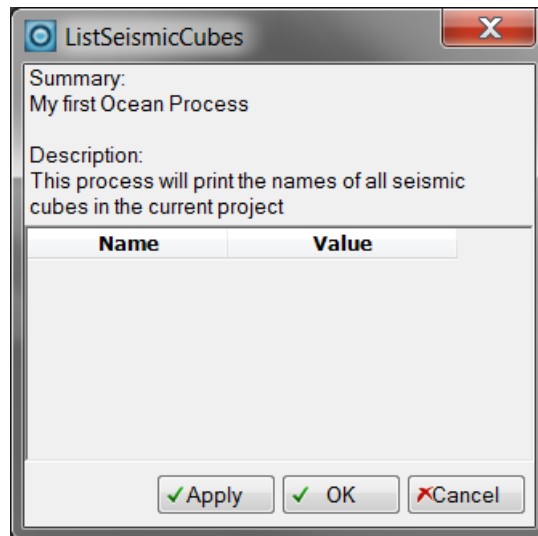 ListSeismicCubes
Summary:
My first Ocean Process
Description:
This process will print the names of all seismic
cubes in the current project
Name Value
Apply OK Cancel